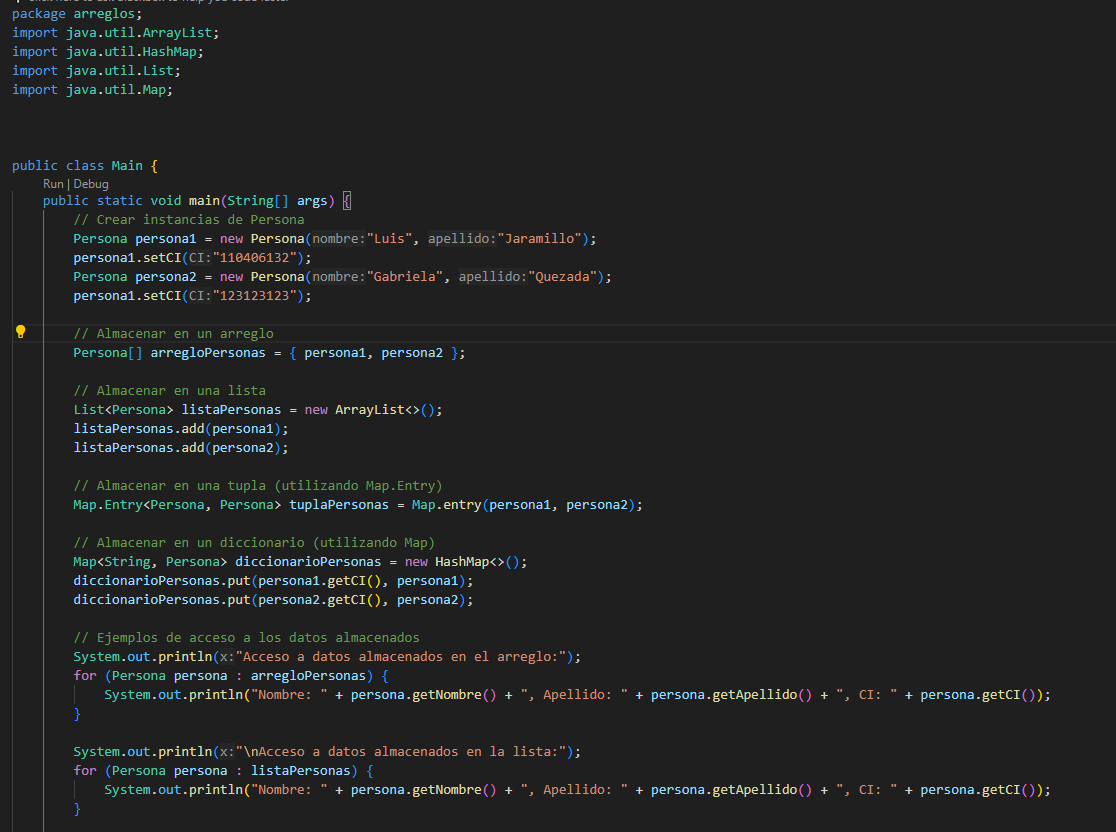 package arreglos;
import java.util.ArrayList;
import java.util.HashMap;
import java.util.List;
import java.util.Map;
public class Main {
Run | Debug
public static void main(String[] args) {
// Crear instancias de Persona
Persona persona1 = new Persona(nombre:"Luis", apellido:"Jaramillo");
persona1.setCI(CI:"110406132");
Persona persona2 = new Persona(nombre:"Gabriela", apellido:"Quezada");
persona1.setCI(CI:"123123123");
// Almacenar en un arreglo
Persona[] arregloPersonas = { persona1, persona2 };
// Almacenar en una lista
List<Persona> listaPersonas = new ArrayList<>();
listaPersonas.add(persona1);
listaPersonas.add(persona2);
// Almacenar en una tupla (utilizando Map.Entry)
Map.Entry<Persona, Persona> tuplaPersonas = Map.entry(persona1, persona2);
// Almacenar en un diccionario (utilizando Map)
Map<String, Persona> diccionarioPersonas = new HashMap<>();
diccionarioPersonas.put(persona1.getCI(), persona1);
diccionarioPersonas.put(persona2.getCI(), persona2);
// Ejemplos de acceso a los datos almacenados
System.out.println(x:"Acceso a datos almacenados en el arreglo:");
for (Persona persona : arregloPersonas) {
System.out.println("Nombre: " + persona.getNombre() + ", Apellido: " + persona.getApellido() + ", CI: " + persona.getCI());
}
System.out.println(x:"\nAcceso a datos almacenados en la lista:");
for (Persona persona : listaPersonas) {
System.out.println("Nombre: " + persona.getNombre() + ", Apellido: " + persona.getApellido() + ", CI: " + persona.getCI());
}